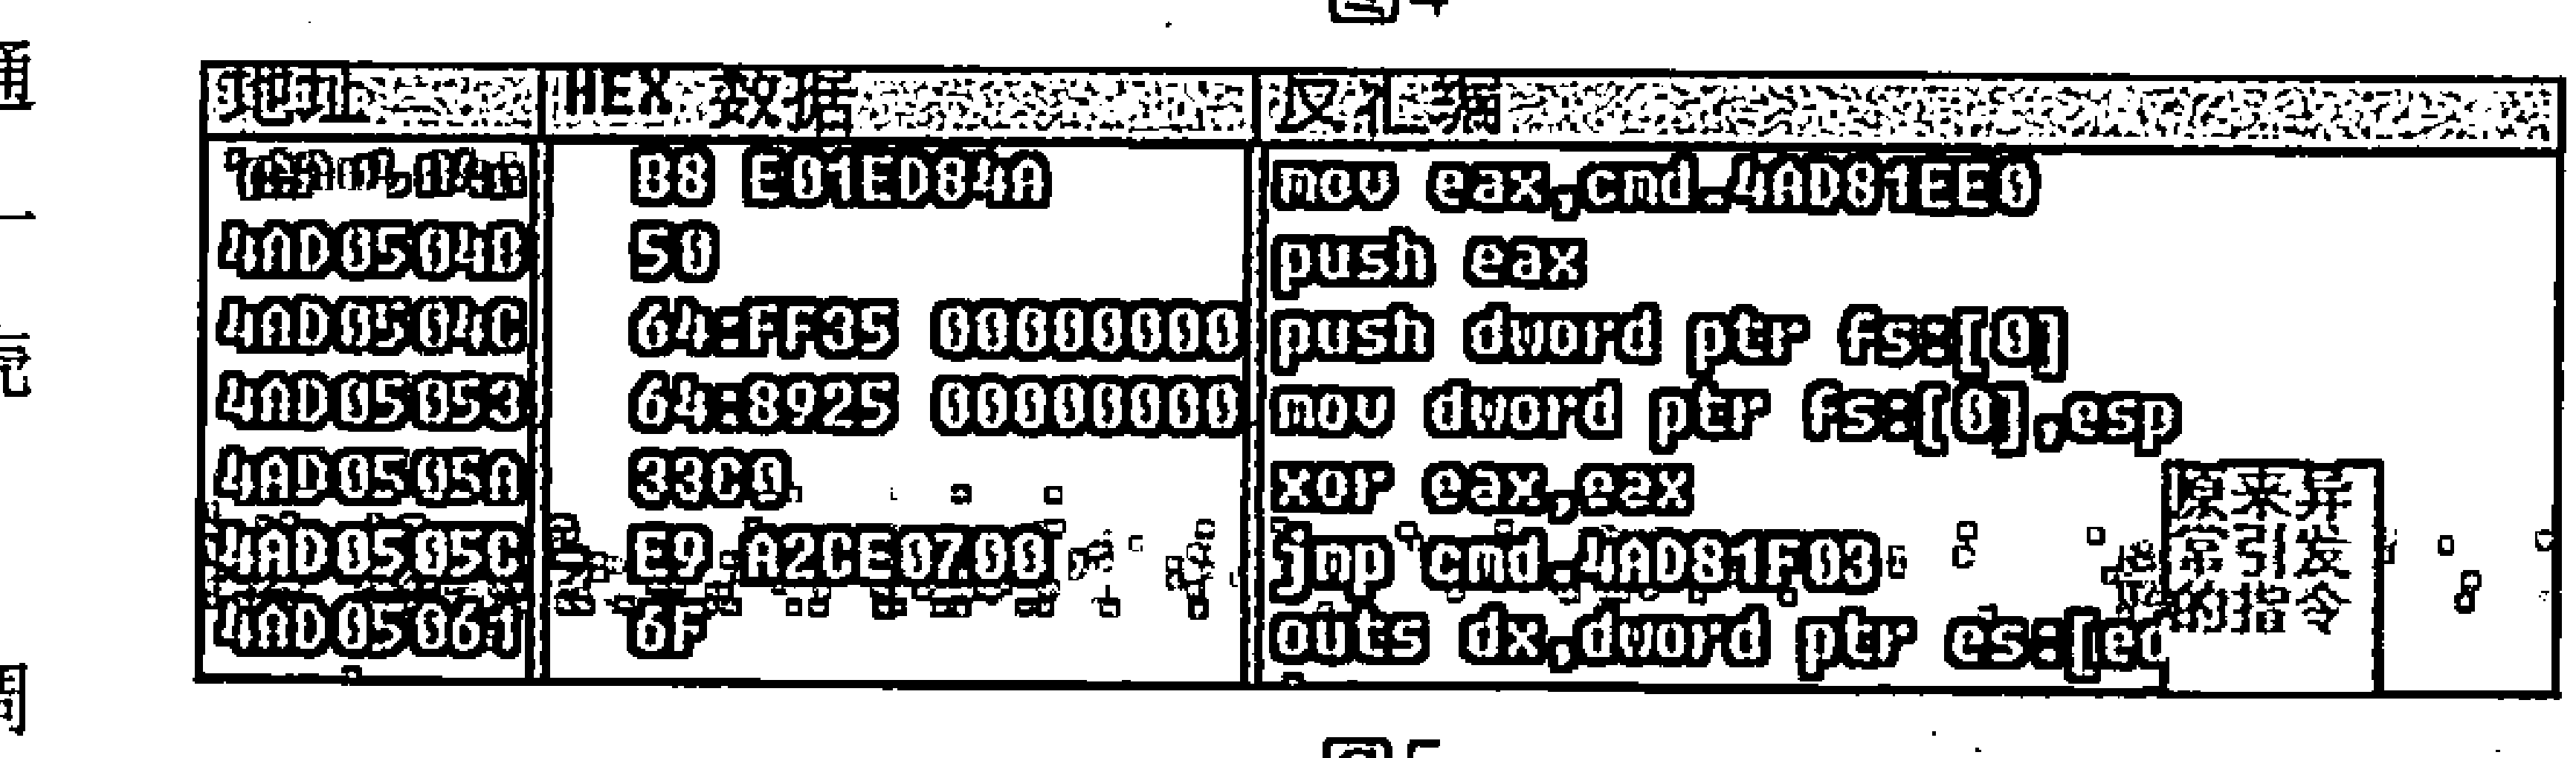 图4
通
地址 HEX 数据 反汇编
B8 E01ED84A mov eax,cmd.4AD81EE0
一
4AD0504B 50 push eax
4AD0504C 64:FF35 00000000 push dword ptr fs:[0]
4AD05053 64:8925 00000000 mov dword ptr fs:[0],esp
4AD0505A 33C0 xor eax,eax
4AD0505C E9 A2CE0700 jmp cmd.4AD81F03
4AD05061 6F outs dx,dword ptr es:[ed
原来异
常引发
的指令